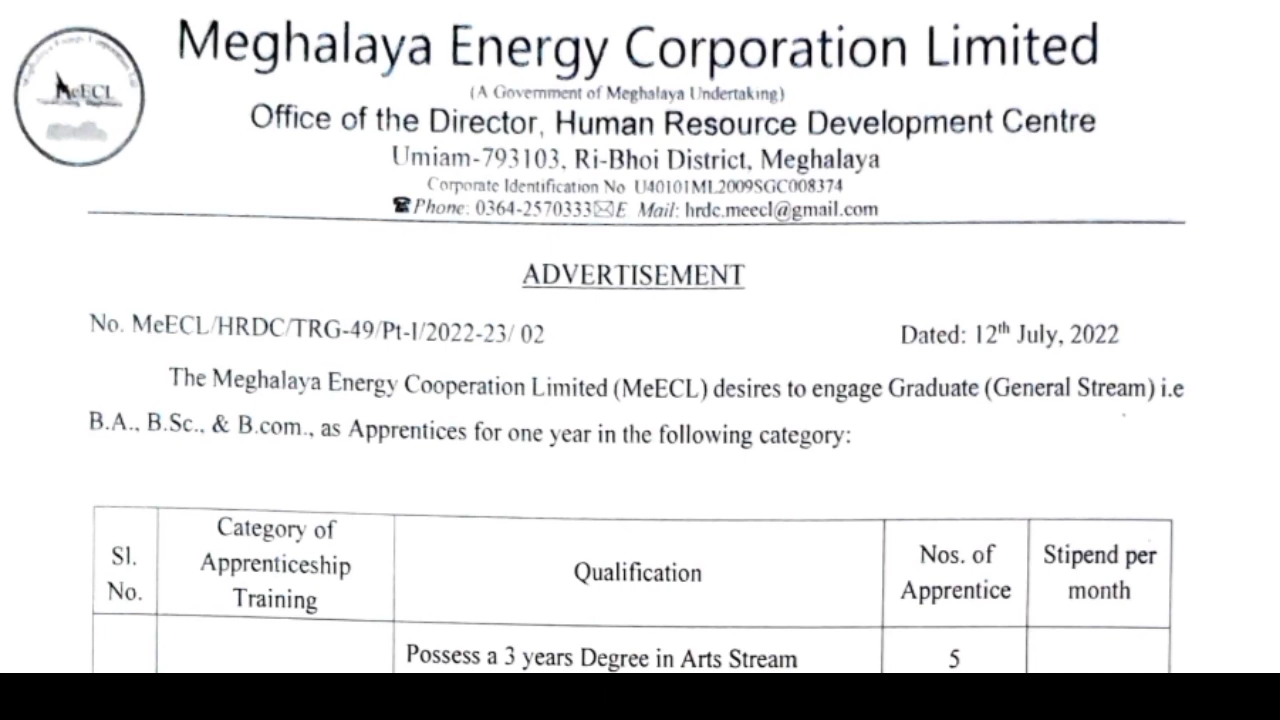 Meghalaya Energy Corporation Limited
MeECL
(A Government of Meghalaya Undertaking)
Office of the Director, Human Resource Development Centre
Umiam-793103, Ri-Bhoi District, Meghalaya
Corporate Identification No U40101ML2009SGC008374
☎Phone: 0364-2570333✉E Mail: hrdc.meecl@gmail.com
ADVERTISEMENT
No. MeECL/HRDC/TRG-49/Pt-I/2022-23/ 02 Dated: 12th July, 2022
The Meghalaya Energy Cooperation Limited (MeECL) desires to engage Graduate (General Stream) i.e
B.A., B.Sc., & B.com., as Apprentices for one year in the following category:
Sl. No. Category of Apprenticeship Training Qualification Nos. of Apprentice Stipend per month
Possess a 3 years Degree in Arts Stream 5